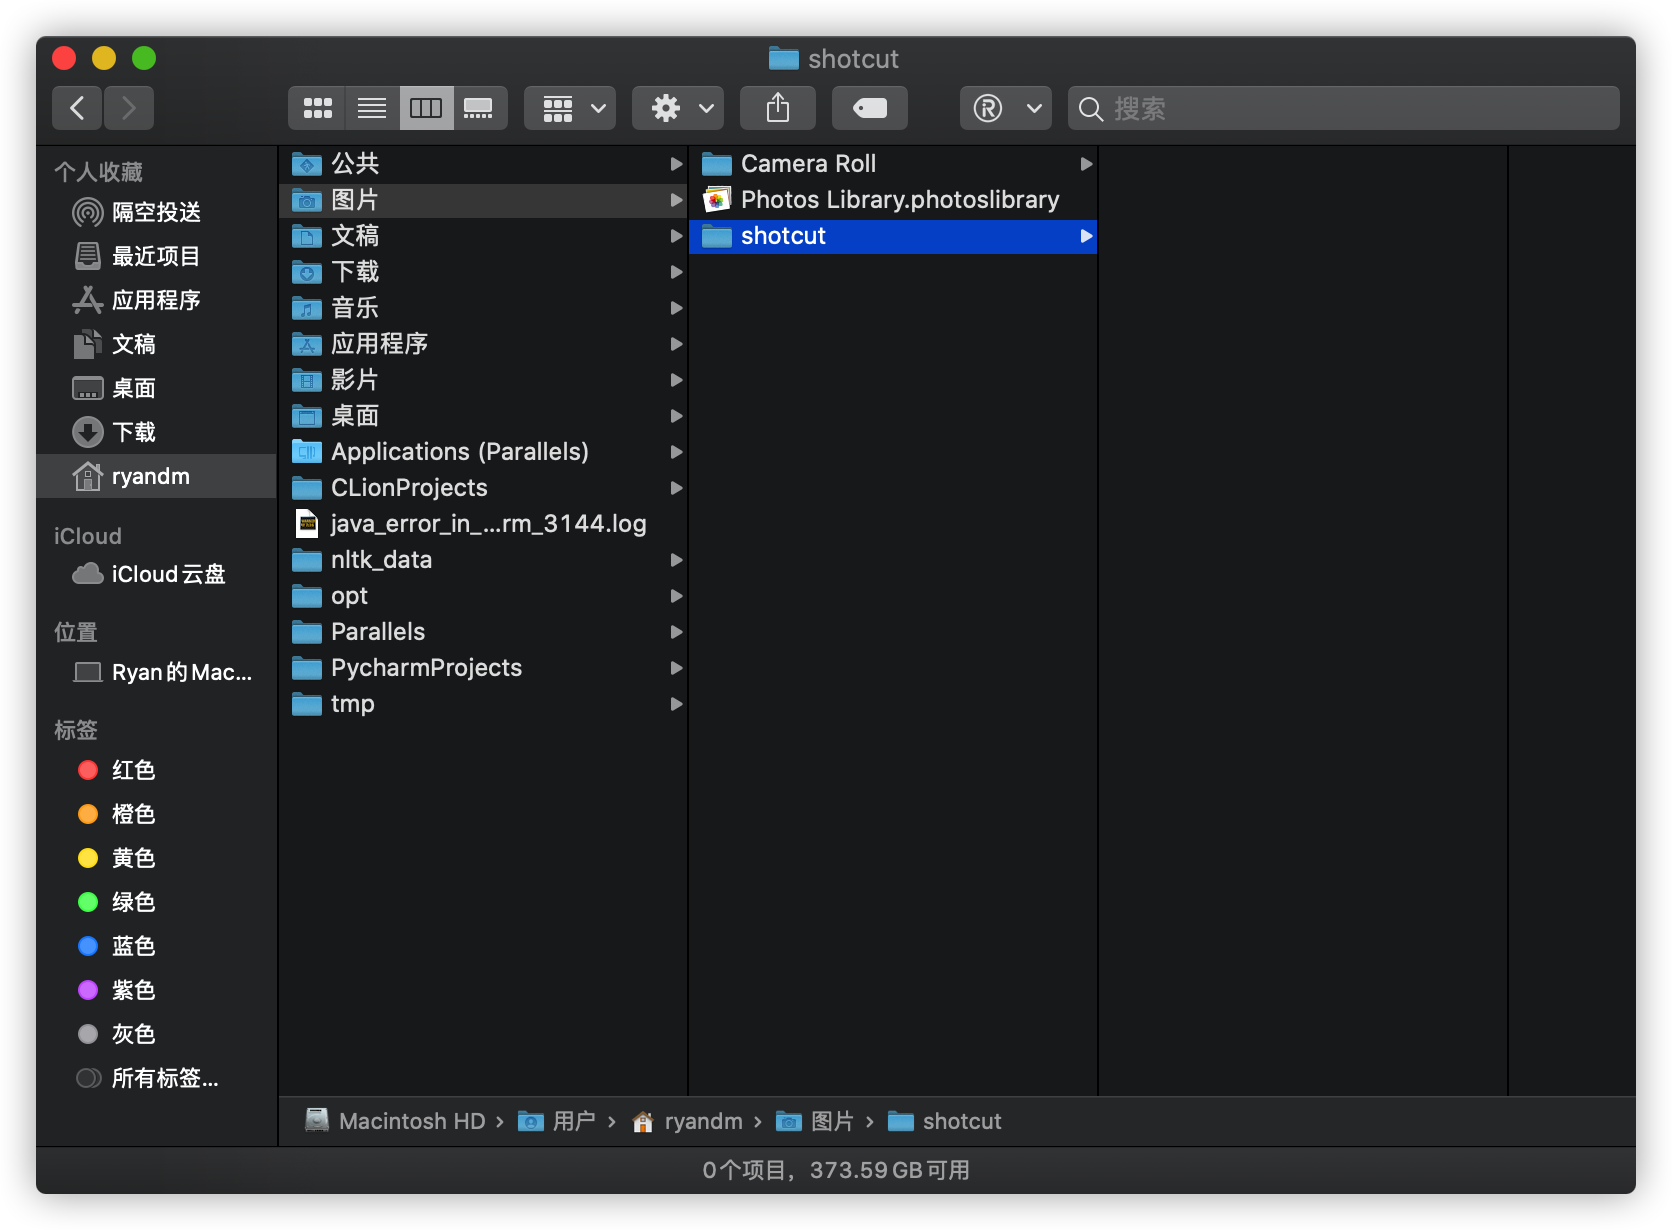 shotcut
搜索
个人收藏
隔空投送
最近项目
应用程序
文稿
桌面
下载
ryandm
iCloud
iCloud云盘
位置
Ryan的Mac...
标签
红色
橙色
黄色
绿色
蓝色
紫色
灰色
所有标签...
公共
图片
文稿
下载
音乐
应用程序
影片
桌面
Applications (Parallels)
CLionProjects
java_error_in_...rm_3144.log
nltk_data
opt
Parallels
PycharmProjects
tmp
Camera Roll
Photos Library.photoslibrary
shotcut
Macintosh HD › 用户 › ryandm › 图片 › shotcut
0个项目，373.59GB可用